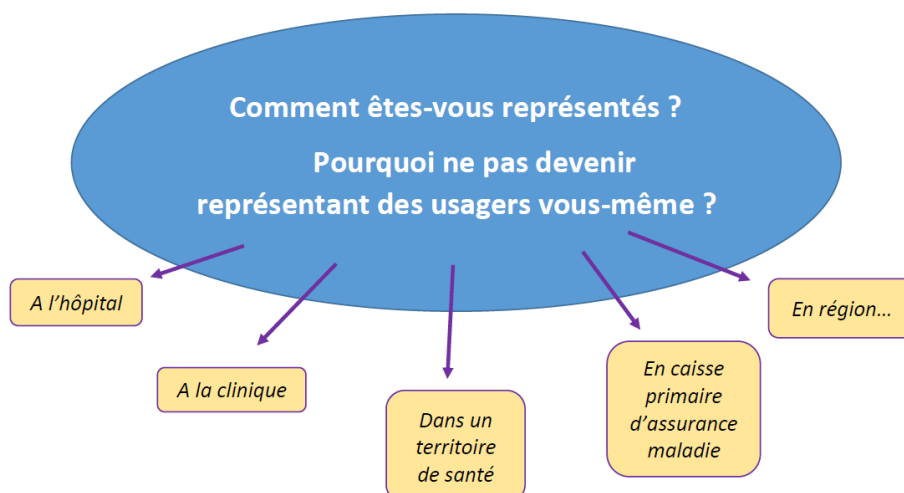 Comment êtes-vous représentés ?
Pourquoi ne pas devenir
représentant des usagers vous-même ?
A l’hôpital
A la clinique
Dans un
territoire
de santé
En caisse
primaire
d’assurance
maladie
En région…